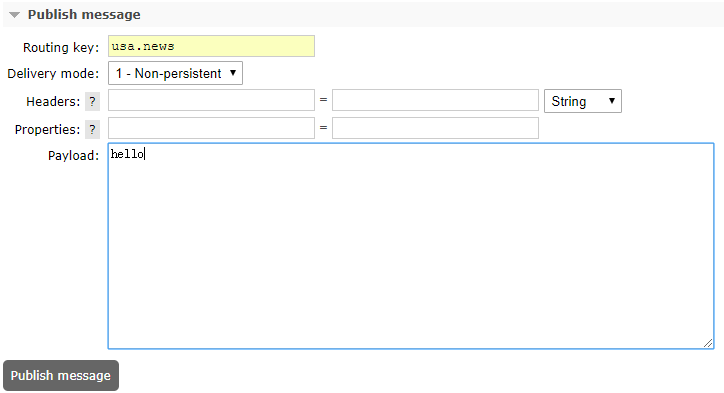 Publish message
Routing key: usa.news
Delivery mode: 1 - Non-persistent
Headers: ? = String
Properties: ? =
Payload: hello
Publish message